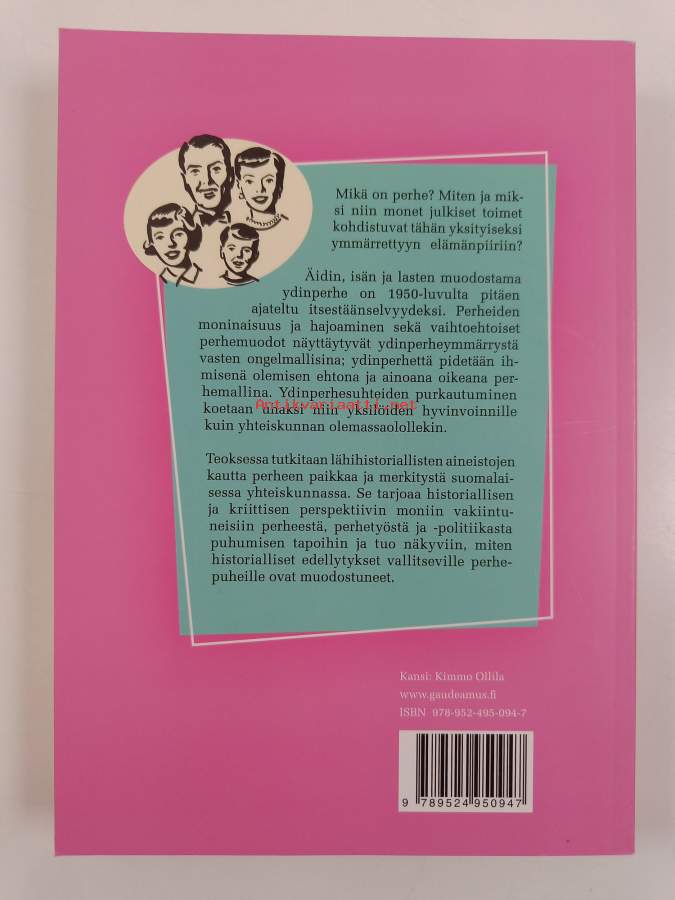 Mikä on perhe? Miten ja mik-
si niin monet julkiset toimet
kohdistuvat tähän yksityiseksi
ymmärrettyyn elämänpiiriin?
Äidin, isän ja lasten muodostama
ydinperhe on 1950-luvulta pitäen
ajateltu itsestäänselvyydeksi. Perheiden
moninaisuus ja hajoaminen sekä vaihtoehtoiset
perhemuodot näyttäytyvät ydinperheymmärrystä
vasten ongelmallisina; ydinperhettä pidetään ih-
misenä olemisen ehtona ja ainoana oikeana per-
hemallina. Ydinperhesuhteiden purkautuminen
koetaan uhaksi niin yksilöiden hyvinvoinnille
Antikvariaatti.net
kuin yhteiskunnan olemassaolollekin.
Teoksessa tutkitaan lähihistoriallisten aineistojen
kautta perheen paikkaa ja merkitystä suomalai-
sessa yhteiskunnassa. Se tarjoaa historiallisen
ja kriittisen perspektiivin moniin vakiintu-
neisiin perheestä, perhetyöstä ja -politiikasta
puhumisen tapoihin ja tuo näkyviin, miten
historialliset edellytykset vallitseville perhe-
puheille ovat muodostuneet.
Kansi: Kimmo Ollila
www.gaudeamus.fi
ISBN 978-952-495-094-7
9 789524 950947